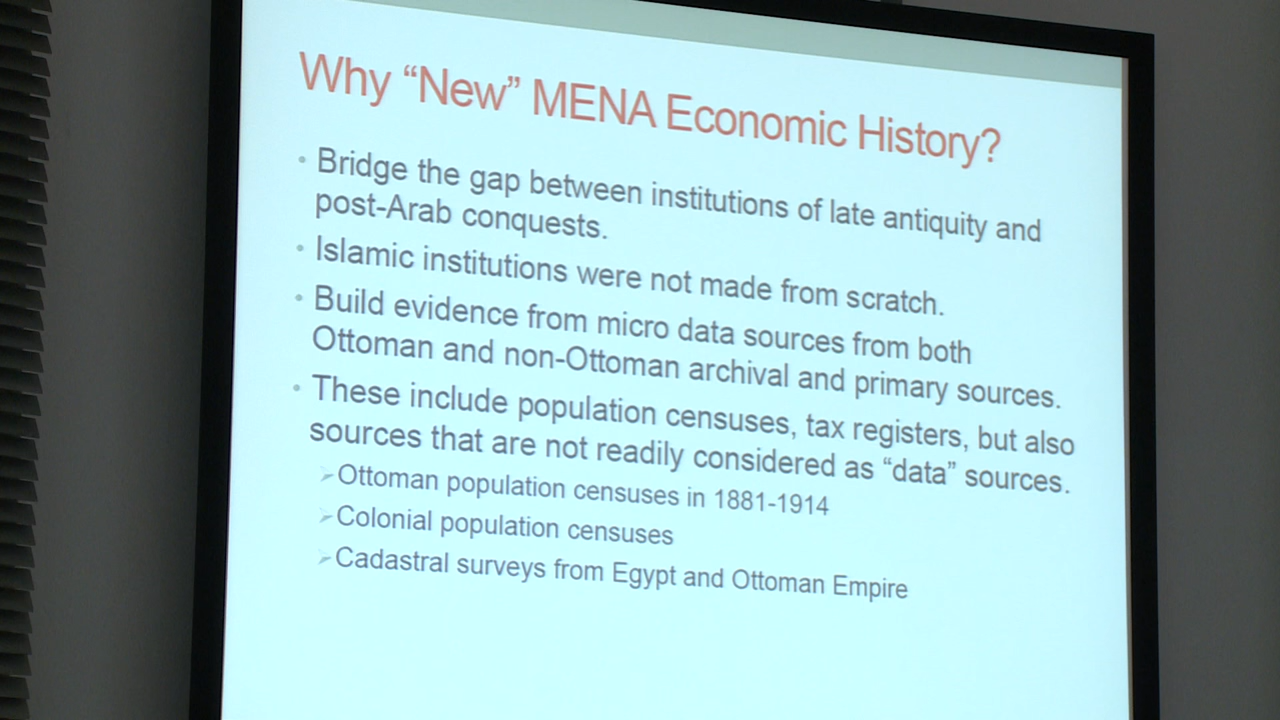 Why “New” MENA Economic History?
• Bridge the gap between institutions of late antiquity and
post-Arab conquests.
• Islamic institutions were not made from scratch.
• Build evidence from micro data sources from both
Ottoman and non-Ottoman archival and primary sources.
• These include population censuses, tax registers, but also
sources that are not readily considered as “data” sources.
➢ Ottoman population censuses in 1881-1914
➢ Colonial population censuses
➢ Cadastral surveys from Egypt and Ottoman Empire